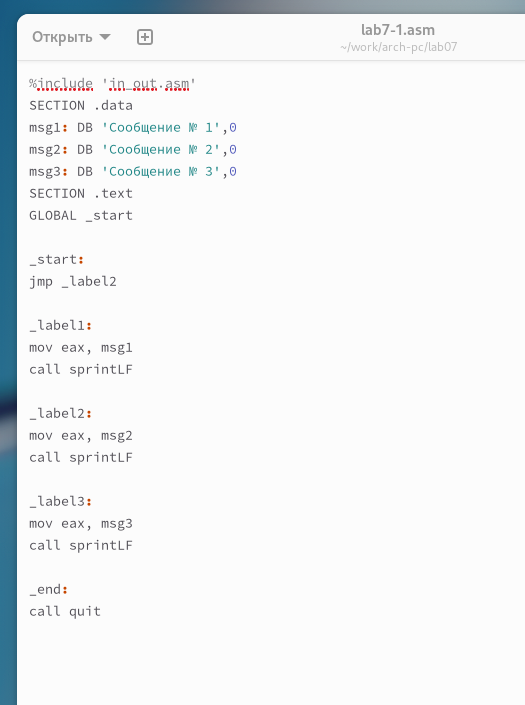 Открыть
lab7-1.asm
~/work/arch-pc/lab07
%include 'in_out.asm'
SECTION .data
msg1: DB 'Сообщение № 1',0
msg2: DB 'Сообщение № 2',0
msg3: DB 'Сообщение № 3',0
SECTION .text
GLOBAL _start
_start:
jmp _label2
_label1:
mov eax, msg1
call sprintLF
_label2:
mov eax, msg2
call sprintLF
_label3:
mov eax, msg3
call sprintLF
_end:
call quit